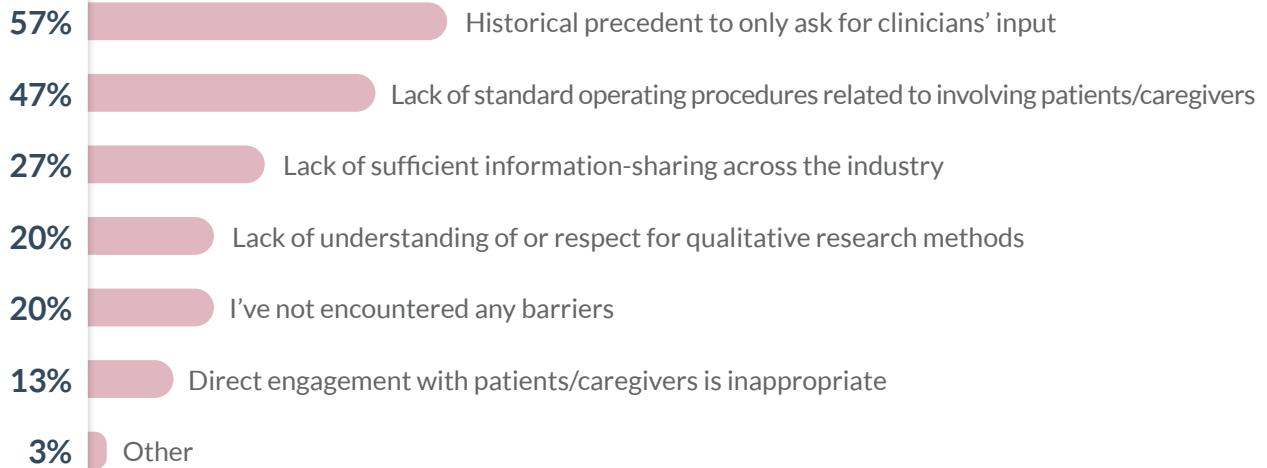 57% Historical precedent to only ask for clinicians’ input
47% Lack of standard operating procedures related to involving patients/caregivers
27% Lack of sufficient information-sharing across the industry
20% Lack of understanding of or respect for qualitative research methods
20% I’ve not encountered any barriers
13% Direct engagement with patients/caregivers is inappropriate
3% Other